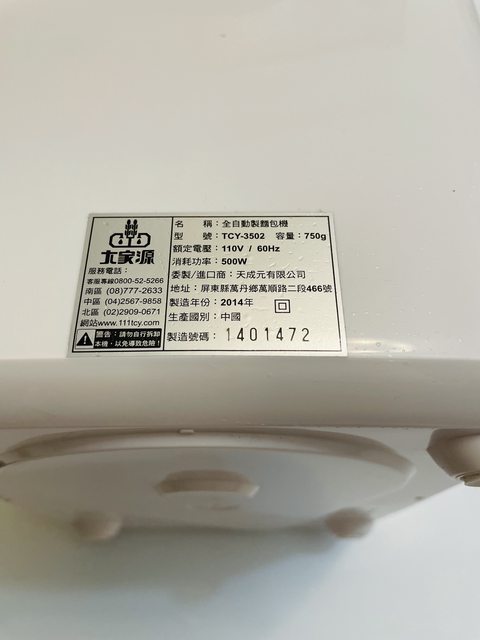 大家源
服務電話：
客服專線0800-52-5266
南區 (08)777-2633
中區 (04)2567-9858
北區 (02)2909-0671
網站www.111tcy.com
警告：請勿自行拆卸
本機，以免導致危險！
名　稱：全自動製麵包機
型　號：TCY-3502 容量：750g
額定電壓：110V / 60Hz
消耗功率：500W
委製/進口商：天成元有限公司
地址：屏東縣萬丹鄉萬順路二段466號
製造年份：2014年
生產國別：中國
製造號碼：1401472